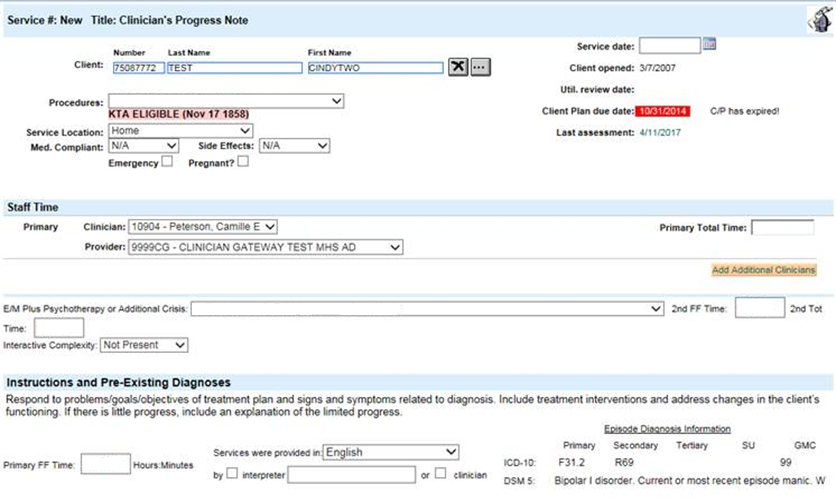 Service #: New Title: Clinician's Progress Note
Number Last Name First Name
Client: 75087772 TEST CINDYTWO ...
Service date:
Client opened: 3/7/2007
Util. review date:
Procedures:
KTA ELIGIBLE (Nov 17 1858)
Client Plan due date: 10/31/2014 C/P has expired!
Service Location: Home
Last assessment: 4/11/2017
Med. Compliant: N/A Side Effects: N/A
Emergency Pregnant?
Staff Time
Primary Clinician: 10904 - Peterson, Camille E Primary Total Time:
Provider: 9999CG - CLINICIAN GATEWAY TEST MHS AD
Add Additional Clinicians
E/M Plus Psychotherapy or Additional Crisis: 2nd FF Time: 2nd Tot
Time:
Interactive Complexity: Not Present
Instructions and Pre-Existing Diagnoses
Respond to problems/goals/objectives of treatment plan and signs and symptoms related to diagnosis. Include treatment interventions and address changes in the client's
functioning. If there is little progress, include an explanation of the limited progress.
Episode Diagnosis Information
Primary Secondary Tertiary SU GMC
Primary FF Time: Hours:Minutes
Services were provided in: English
by interpreter or clinician
ICD-10: F31.2 R69 99
DSM 5: Bipolar I disorder. Current or most recent episode manic. W